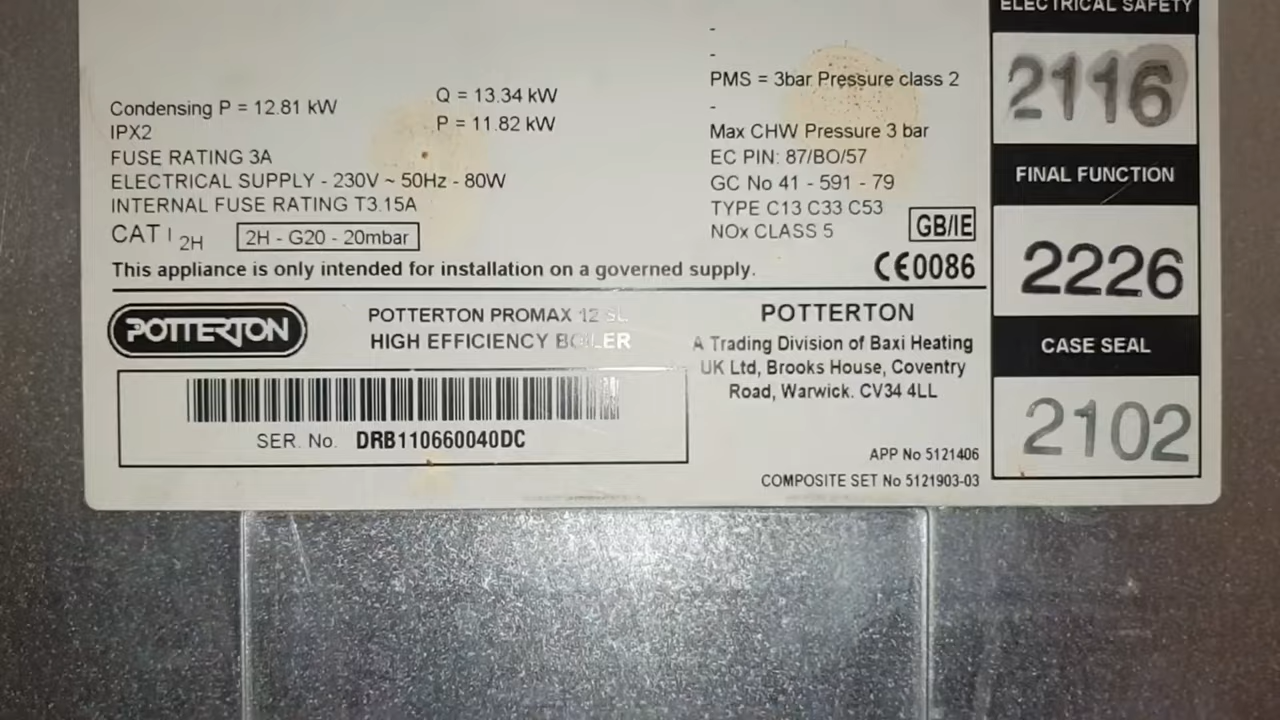 ELECTRICAL SAFETY
2116
FINAL FUNCTION
2226
CASE SEAL
2102
-
-
Condensing P = 12.81 kW
IPX2
FUSE RATING 3A
ELECTRICAL SUPPLY - 230V ~ 50Hz - 80W
INTERNAL FUSE RATING T3.15A
CAT I 2H
2H - G20 - 20mbar
Q = 13.34 kW
P = 11.82 kW
PMS = 3bar Pressure class 2
-
Max CHW Pressure 3 bar
EC PIN: 87/BO/57
GC No 41 - 591 - 79
TYPE C13 C33 C53
NOx CLASS 5
GB/IE
This appliance is only intended for installation on a governed supply.
CE0086
POTTERTON
POTTERTON PROMAX 12 SL
HIGH EFFICIENCY BOILER
SER. No. DRB110660040DC
POTTERTON
A Trading Division of Baxi Heating
UK Ltd, Brooks House, Coventry
Road, Warwick. CV34 4LL
APP No 5121406
COMPOSITE SET No 5121903-03